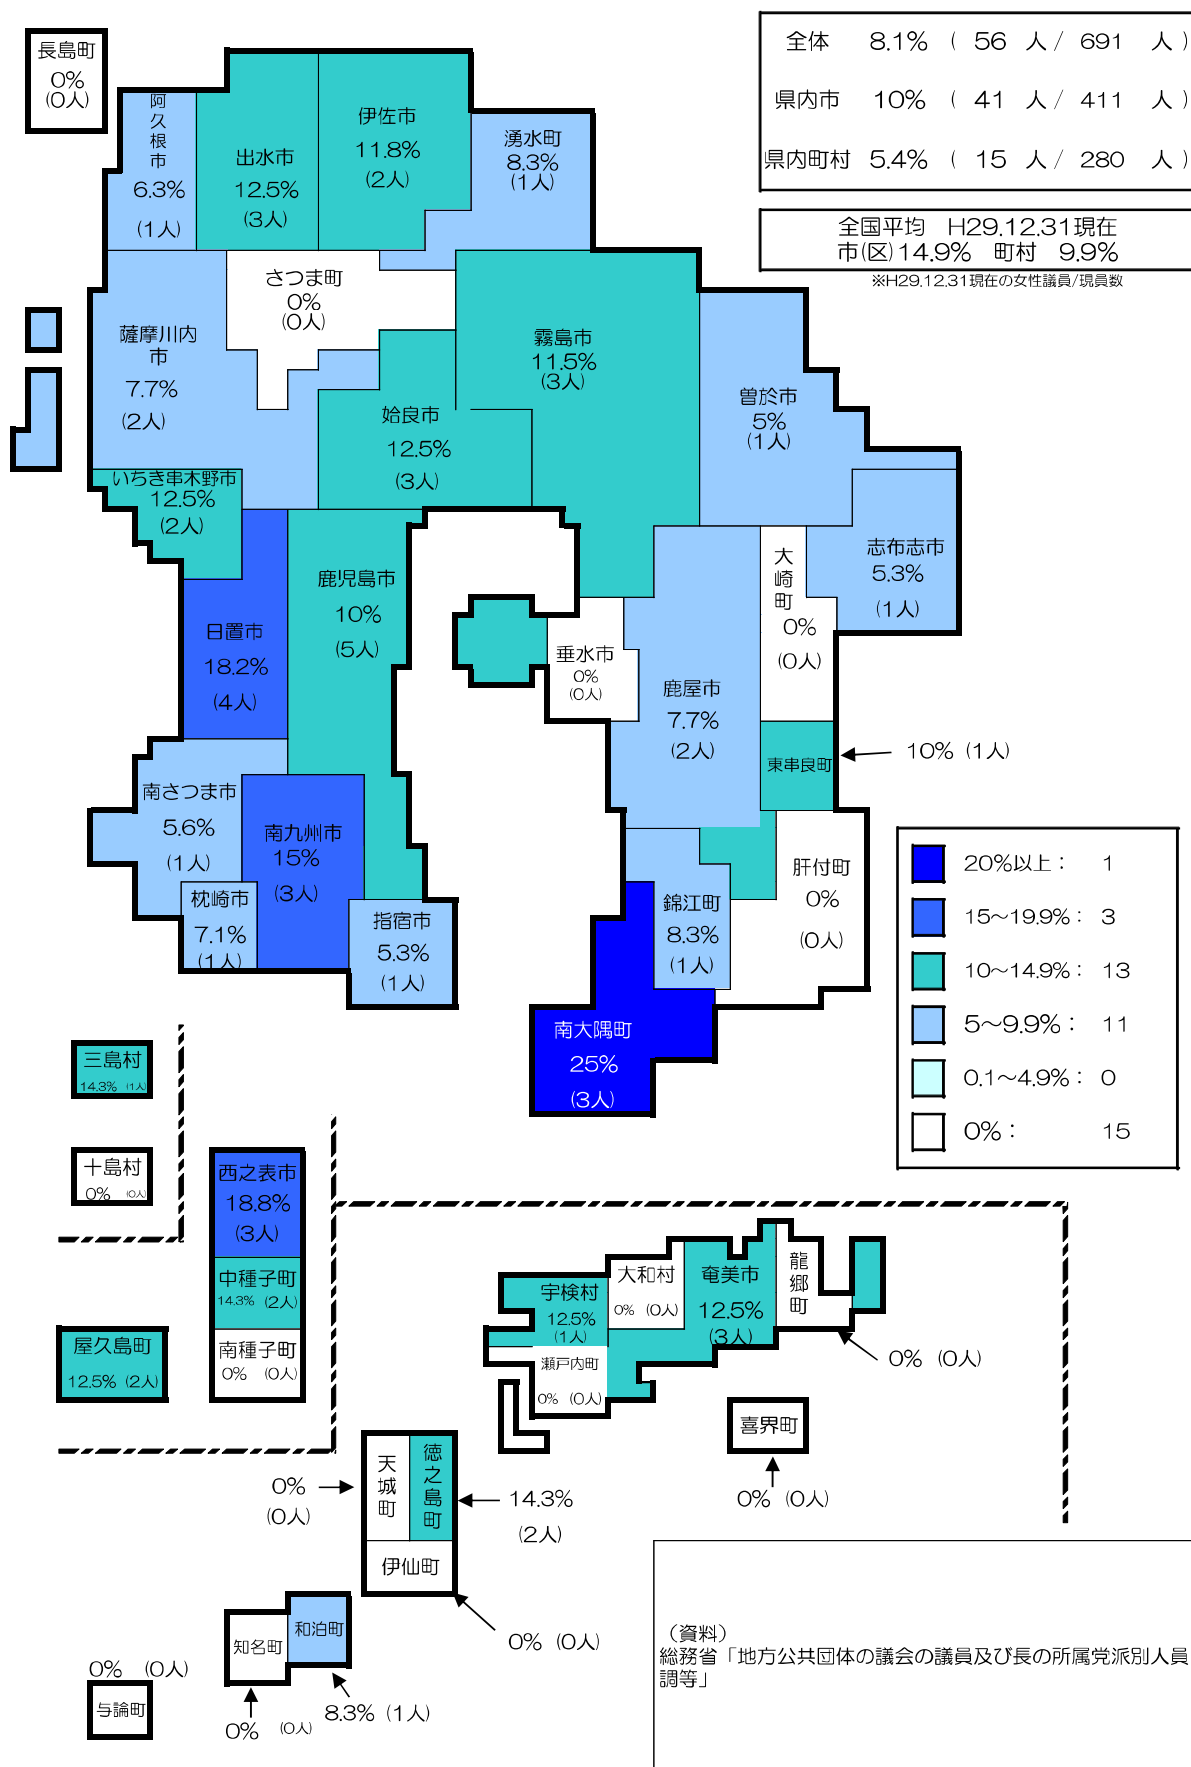 全体 8.1% ( 56 人 / 691 人 )
県内市 10% ( 41 人 / 411 人 )
県内町村 5.4% ( 15 人 / 280 人 )
全国平均 H29.12.31現在
市(区)14.9% 町村 9.9%
※H29.12.31現在の女性議員/現員数
長島町
0%
(0人)
阿久根市
6.3%
(1人)
出水市
12.5%
(3人)
伊佐市
11.8%
(2人)
湧水町
8.3%
(1人)
さつま町
0%
(0人)
薩摩川内
市
7.7%
(2人)
霧島市
11.5%
(3人)
姶良市
12.5%
(3人)
曽於市
5%
(1人)
いちき串木野市
12.5%
(2人)
志布志市
5.3%
(1人)
大崎町
0%
(0人)
鹿児島市
10%
(5人)
日置市
18.2%
(4人)
垂水市
0%
(0人)
鹿屋市
7.7%
(2人)
東串良町
10% (1人)
南さつま市
5.6%
(1人)
南九州市
15%
(3人)
枕崎市
7.1%
(1人)
指宿市
5.3%
(1人)
錦江町
8.3%
(1人)
肝付町
0%
(0人)
南大隅町
25%
(3人)
20%以上: 1
15~19.9%: 3
10~14.9%: 13
5~9.9%: 11
0.1~4.9%: 0
0%: 15
三島村
14.3% (1人)
十島村
0% (0人)
西之表市
18.8%
(3人)
中種子町
14.3% (2人)
南種子町
0% (0人)
屋久島町
12.5% (2人)
宇検村
12.5%
(1人)
大和村
0% (0人)
奄美市
12.5%
(3人)
龍郷町
0% (0人)
瀬戸内町
0% (0人)
喜界町
0% (0人)
天城町
0%
(0人)
徳之島町
14.3%
(2人)
伊仙町
0% (0人)
知名町
0% (0人)
和泊町
8.3% (1人)
0% (0人)
与論町
(資料)
総務省「地方公共団体の議会の議員及び長の所属党派別人員
調等」